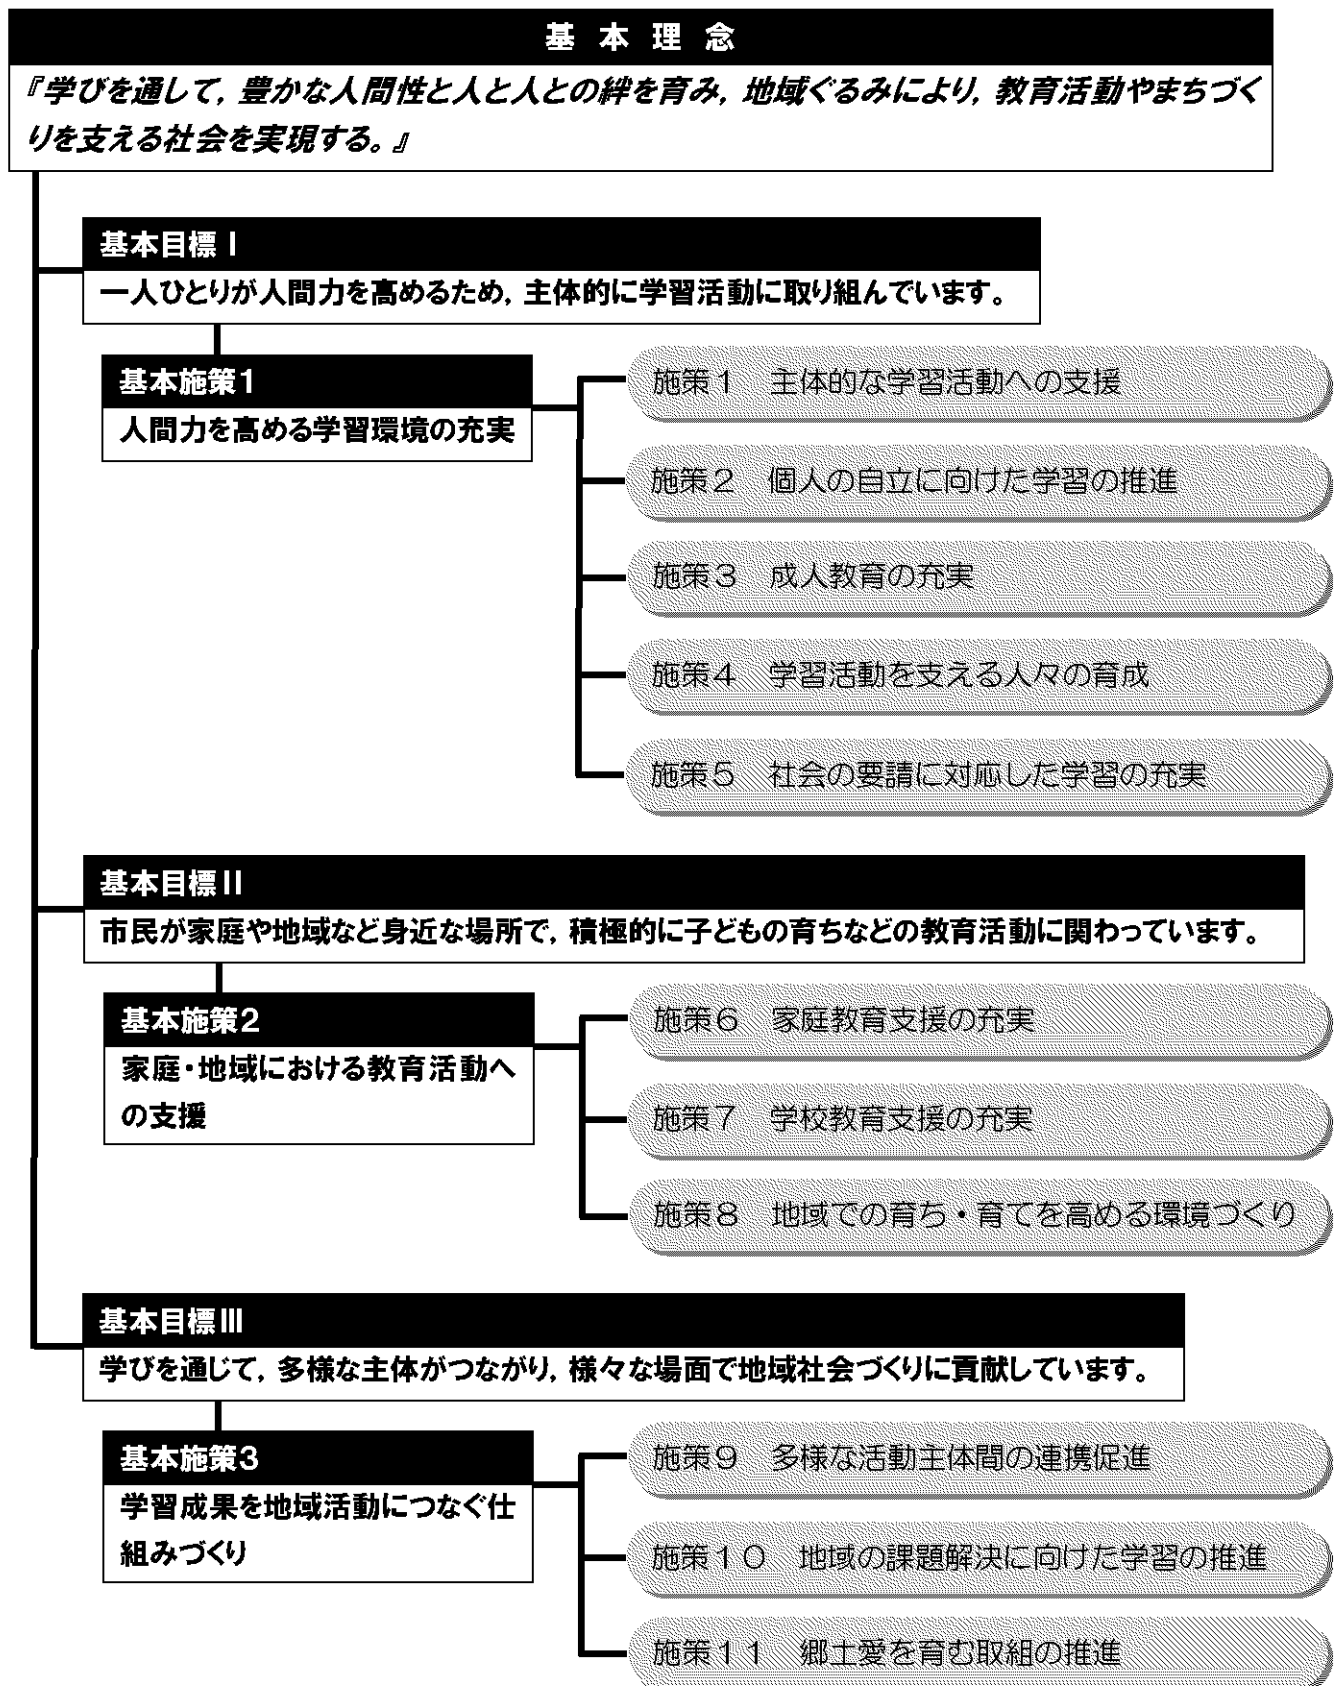 基本理念
『学びを通して，豊かな人間性と人と人との絆を育み，地域ぐるみにより，教育活動やまちづく
りを支える社会を実現する。』
基本目標Ⅰ
一人ひとりが人間力を高めるため，主体的に学習活動に取り組んでいます。
基本施策1
人間力を高める学習環境の充実
施策１　主体的な学習活動への支援
施策２　個人の自立に向けた学習の推進
施策３　成人教育の充実
施策４　学習活動を支える人々の育成
施策５　社会の要請に対応した学習の充実
基本目標Ⅱ
市民が家庭や地域など身近な場所で，積極的に子どもの育ちなどの教育活動に関わっています。
基本施策2
家庭・地域における教育活動へ
の支援
施策６　家庭教育支援の充実
施策７　学校教育支援の充実
施策８　地域での育ち・育てを高める環境づくり
基本目標Ⅲ
学びを通じて，多様な主体がつながり，様々な場面で地域社会づくりに貢献しています。
基本施策3
学習成果を地域活動につなぐ仕
組みづくり
施策９　多様な活動主体間の連携促進
施策１０　地域の課題解決に向けた学習の推進
施策１１　郷土愛を育む取組の推進